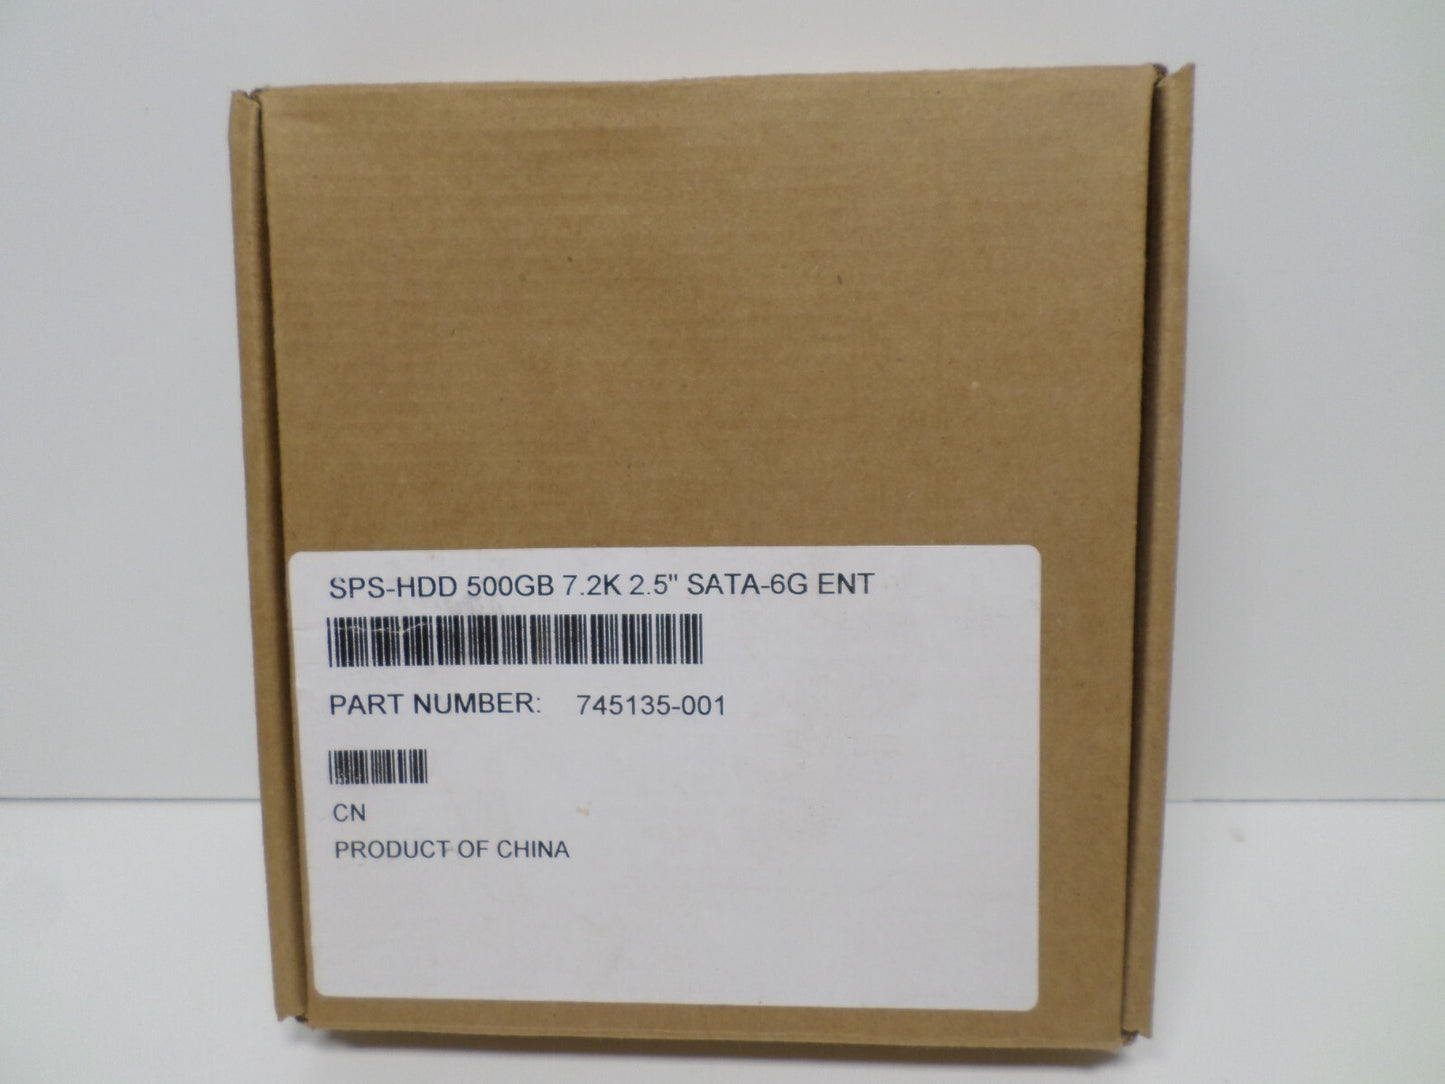 SPS-HDD 500GB 7.2K 2.5" SATA-6G ENT
PART NUMBER: 745135-001
CN
PRODUCT OF CHINA